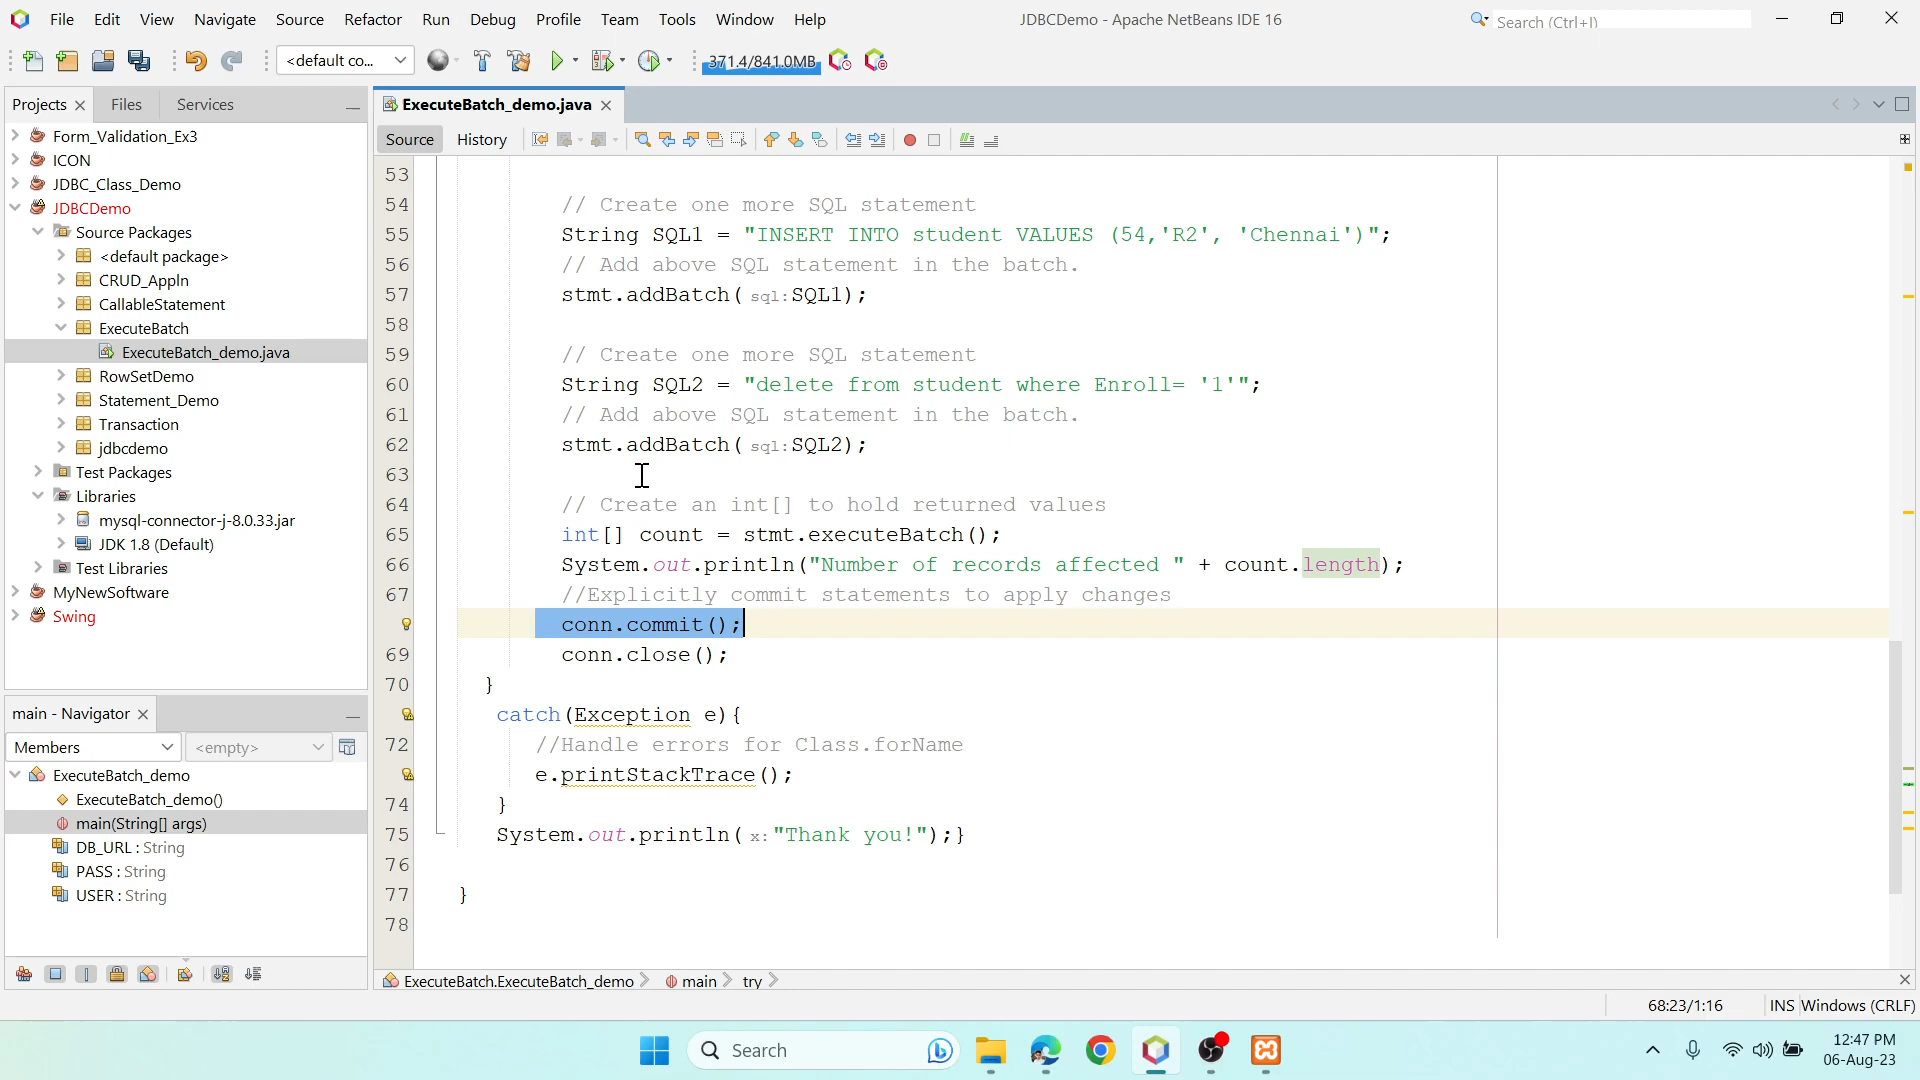 File Edit View Navigate Source Refactor Run Debug Profile Team Tools Window Help
JDBCDemo - Apache NetBeans IDE 16
Search (Ctrl+I)
<default co...
371.4/841.0MB
Projects
Files
Services
ExecuteBatch_demo.java
Source
History
Form_Validation_Ex3
ICON
JDBC_Class_Demo
JDBCDemo
Source Packages
<default package>
CRUD_Appln
CallableStatement
ExecuteBatch
ExecuteBatch_demo.java
RowSetDemo
Statement_Demo
Transaction
jdbcdemo
Test Packages
Libraries
mysql-connector-j-8.0.33.jar
JDK 1.8 (Default)
Test Libraries
MyNewSoftware
Swing
main - Navigator
Members
<empty>
ExecuteBatch_demo
ExecuteBatch_demo()
main(String[] args)
DB_URL : String
PASS : String
USER : String
53
54 // Create one more SQL statement
55 String SQL1 = "INSERT INTO student VALUES (54,'R2', 'Chennai')";
56 // Add above SQL statement in the batch.
57 stmt.addBatch( sql: SQL1);
58
59 // Create one more SQL statement
60 String SQL2 = "delete from student where Enroll= '1'";
61 // Add above SQL statement in the batch.
62 stmt.addBatch( sql: SQL2);
63
64 // Create an int[] to hold returned values
65 int[] count = stmt.executeBatch();
66 System.out.println("Number of records affected " + count.length);
67 //Explicitly commit statements to apply changes
conn.commit();
69 conn.close();
70 }
catch(Exception e){
72 //Handle errors for Class.forName
e.printStackTrace();
74 }
75 System.out.println( x: "Thank you!");}
76
77 }
78
ExecuteBatch.ExecuteBatch_demo main try
68:23/1:16 INS Windows (CRLF)
Search
12:47 PM
06-Aug-23